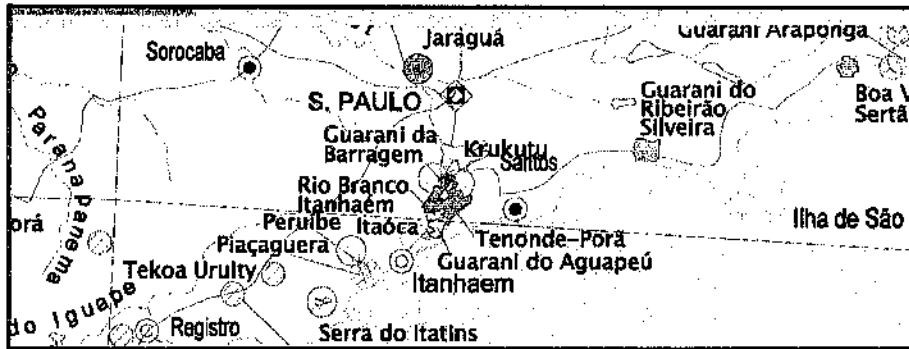 Sorocaba
Jaraguá
Guarani Araponga
S. PAULO
Guarani do
Ribeirão
Silveira
Boa V
Sertã
Paranapanema
Guarani da
Barragem
Krukutu
Santos
Rio Branco
Itanhaém
orá
Peruíbe
Itaóca
Ilha de São
Piaçaguera
Tenonde-Porã
Tekoa Uruity
Guarani do Aguapeú
Itanhaem
do Iguape
Registro
Serra do Itatins